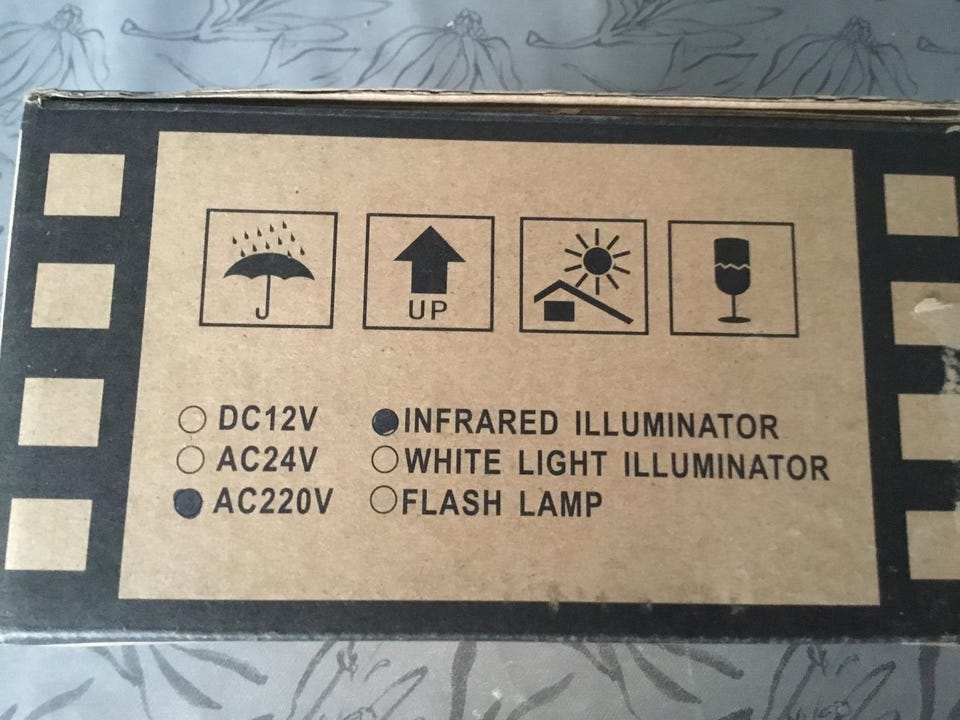 UP
DC12V INFRARED ILLUMINATOR
AC24V WHITE LIGHT ILLUMINATOR
AC220V FLASH LAMP